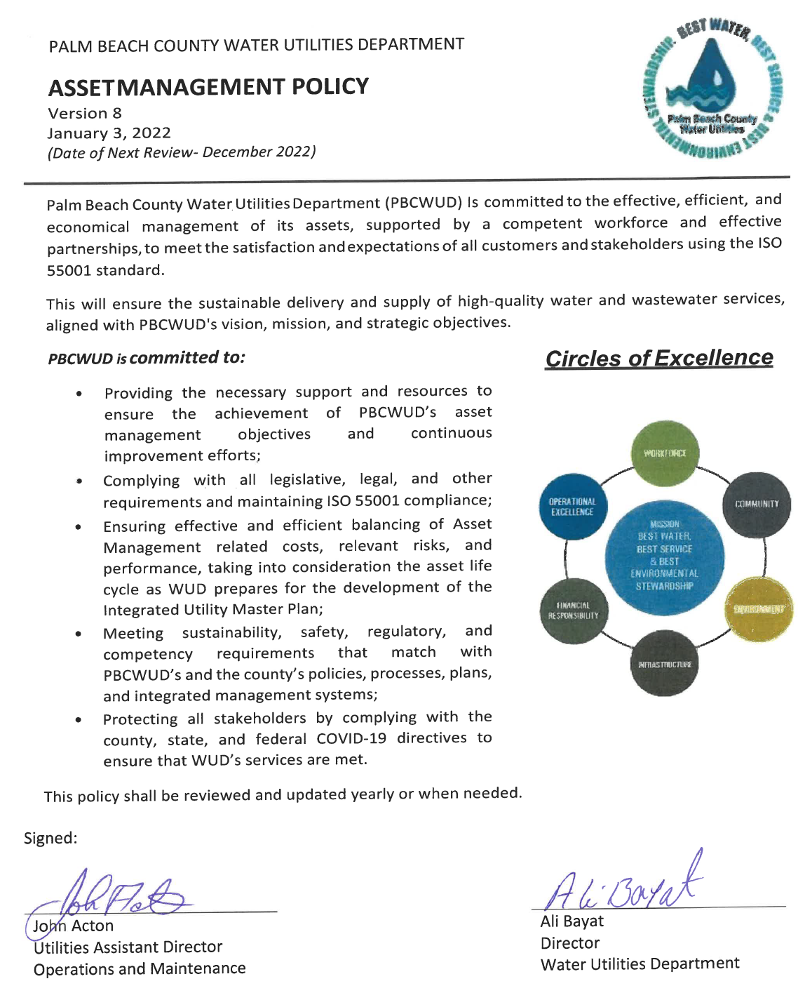 PALM BEACH COUNTY WATER UTILITIES DEPARTMENT
ASSET MANAGEMENT POLICY
Version 8
January 3, 2022
(Date of Next Review- December 2022)
BEST WATER, BEST SERVICE & BEST ENVIRONMENTAL STEWARDSHIP.
Palm Beach County
Water Utilities
Palm Beach County Water Utilities Department (PBCWUD) Is committed to the effective, efficient, and
economical management of its assets, supported by a competent workforce and effective
partnerships, to meet the satisfaction and expectations of all customers and stakeholders using the ISO
55001 standard.
This will ensure the sustainable delivery and supply of high-quality water and wastewater services,
aligned with PBCWUD's vision, mission, and strategic objectives.
PBCWUD is committed to:
• Providing the necessary support and resources to
ensure the achievement of PBCWUD’s asset
management objectives and continuous
improvement efforts;
• Complying with all legislative, legal, and other
requirements and maintaining ISO 55001 compliance;
• Ensuring effective and efficient balancing of Asset
Management related costs, relevant risks, and
performance, taking into consideration the asset life
cycle as WUD prepares for the development of the
Integrated Utility Master Plan;
• Meeting sustainability, safety, regulatory, and
competency requirements that match with
PBCWUD’s and the county’s policies, processes, plans,
and integrated management systems;
• Protecting all stakeholders by complying with the
county, state, and federal COVID-19 directives to
ensure that WUD’s services are met.
Circles of Excellence
WORKFORCE
OPERATIONAL
EXCELLENCE
COMMUNITY
MISSION
BEST WATER,
BEST SERVICE
& BEST
ENVIRONMENTAL
STEWARDSHIP
FINANCIAL
RESPONSIBILITY
ENVIRONMENT
INFRASTRUCTURE
This policy shall be reviewed and updated yearly or when needed.
Signed:
John Acton
John Acton
Utilities Assistant Director
Operations and Maintenance
Ali Bayat
Ali Bayat
Director
Water Utilities Department